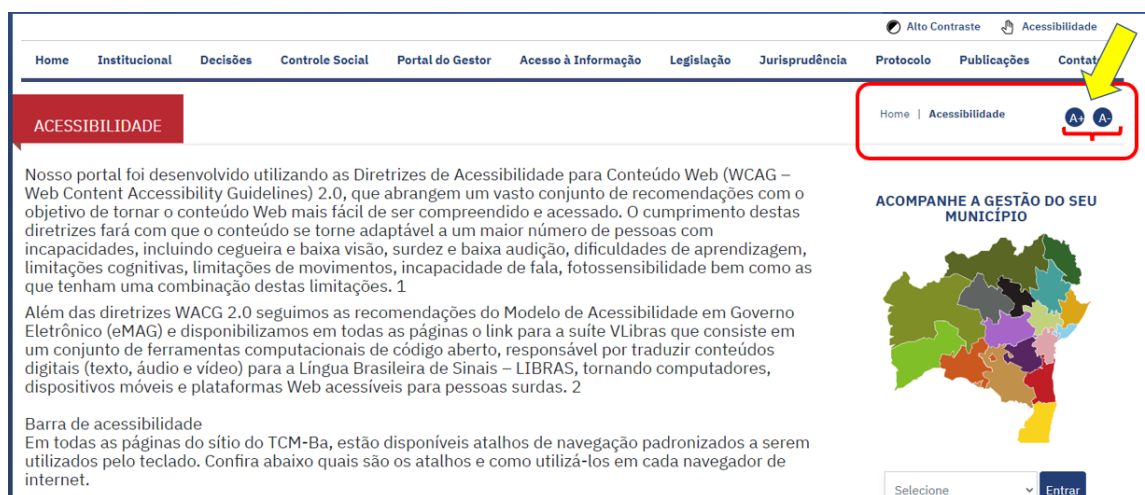 Alto Contraste Acessibilidade
Home Institucional Decisões Controle Social Portal do Gestor Acesso à Informação Legislação Jurisprudência Protocolo Publicações Contato
ACESSIBILIDADE
Home | Acessibilidade A+ A-
Nosso portal foi desenvolvido utilizando as Diretrizes de Acessibilidade para Conteúdo Web (WCAG –
Web Content Accessibility Guidelines) 2.0, que abrangem um vasto conjunto de recomendações com o
objetivo de tornar o conteúdo Web mais fácil de ser compreendido e acessado. O cumprimento destas
diretrizes fará com que o conteúdo se torne adaptável a um maior número de pessoas com
incapacidades, incluindo cegueira e baixa visão, surdez e baixa audição, dificuldades de aprendizagem,
limitações cognitivas, limitações de movimentos, incapacidade de fala, fotossensibilidade bem como as
que tenham uma combinação destas limitações. 1
Além das diretrizes WACG 2.0 seguimos as recomendações do Modelo de Acessibilidade em Governo
Eletrônico (eMAG) e disponibilizamos em todas as páginas o link para a suíte VLibras que consiste em
um conjunto de ferramentas computacionais de código aberto, responsável por traduzir conteúdos
digitais (texto, áudio e vídeo) para a Língua Brasileira de Sinais – LIBRAS, tornando computadores,
dispositivos móveis e plataformas Web acessíveis para pessoas surdas. 2
Barra de acessibilidade
Em todas as páginas do sítio do TCM-Ba, estão disponíveis atalhos de navegação padronizados a serem
utilizados pelo teclado. Confira abaixo quais são os atalhos e como utilizá-los em cada navegador de
internet.
ACOMPANHE A GESTÃO DO SEU
MUNICÍPIO
Selecione Entrar